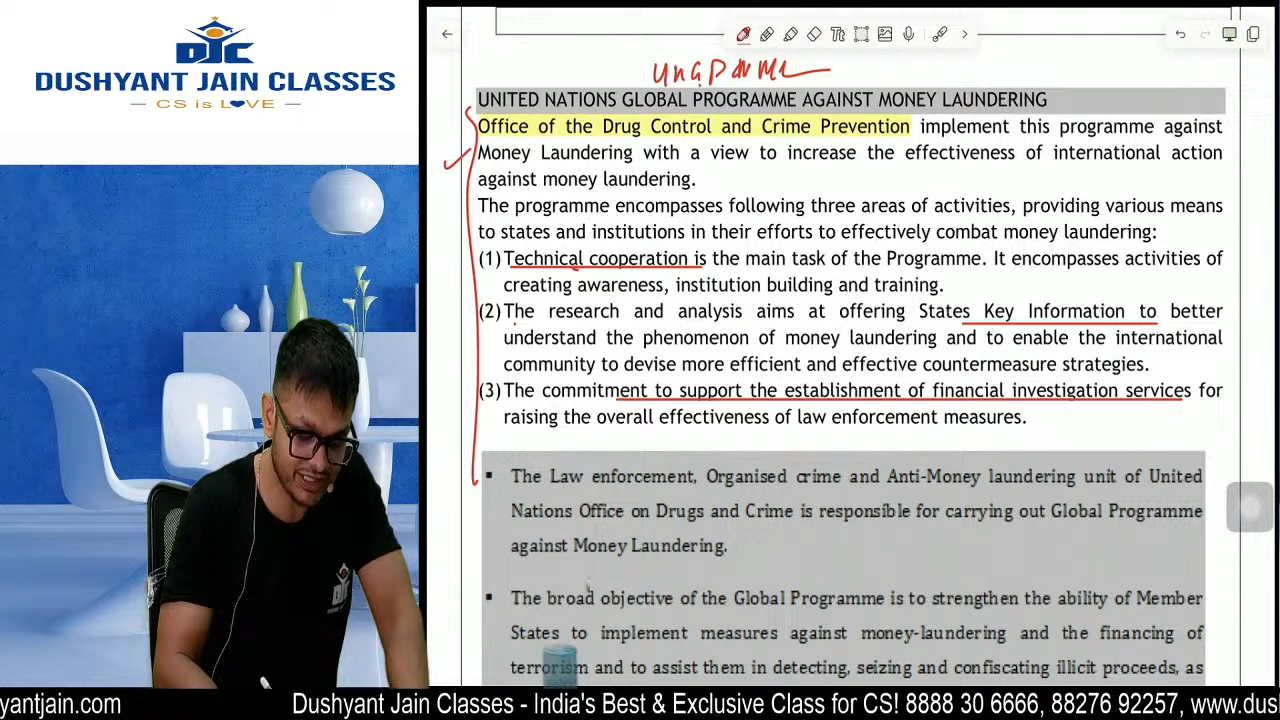 DJC
DUSHYANT JAIN CLASSES
CS is LOVE
UNITED NATIONS GLOBAL PROGRAMME AGAINST MONEY LAUNDERING
Office of the Drug Control and Crime Prevention implement this programme against
Money Laundering with a view to increase the effectiveness of international action
against money laundering.
The programme encompasses following three areas of activities, providing various means
to states and institutions in their efforts to effectively combat money laundering:
(1) Technical cooperation is the main task of the Programme. It encompasses activities of
creating awareness, institution building and training.
(2) The research and analysis aims at offering States Key Information to better
understand the phenomenon of money laundering and to enable the international
community to devise more efficient and effective countermeasure strategies.
(3) The commitment to support the establishment of financial investigation services for
raising the overall effectiveness of law enforcement measures.
▪ The Law enforcement, Organised crime and Anti-Money laundering unit of United
Nations Office on Drugs and Crime is responsible for carrying out Global Programme
against Money Laundering.
▪ The broad objective of the Global Programme is to strengthen the ability of Member
States to implement measures against money-laundering and the financing of
terrorism and to assist them in detecting, seizing and confiscating illicit proceeds, as
DJC
yantjain.com Dushyant Jain Classes - India's Best & Exclusive Class for CS! 8888 30 6666, 88276 92257, www.dus